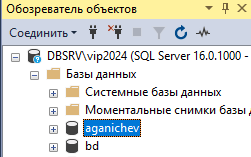 Обозреватель объектов
Соединить
DBSRV\vip2024 (SQL Server 16.0.1000 -
Базы данных
Системные базы данных
Моментальные снимки базы
aganichev
bd